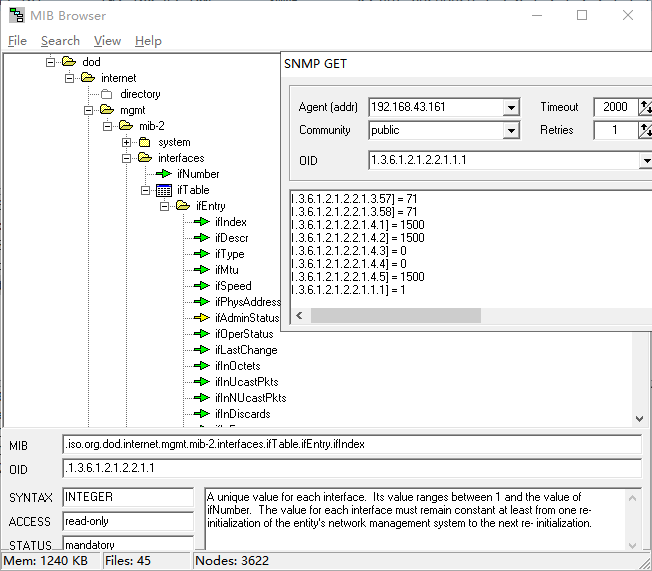 MIB Browser
File Search View Help
dod
internet
directory
mgmt
mib-2
system
interfaces
ifNumber
ifTable
ifEntry
ifIndex
ifDescr
ifType
ifMtu
ifSpeed
ifPhysAddress
ifAdminStatus
ifOperStatus
ifLastChange
ifInOctets
ifInUcastPkts
ifInNUcastPkts
ifInDiscards
SNMP GET
Agent (addr) 192.168.43.161 Timeout 2000
Community public Retries 1
OID .1.3.6.1.2.1.2.2.1.1.1
.3.6.1.2.1.2.2.1.3.57] = 71
.3.6.1.2.1.2.2.1.3.58] = 71
.3.6.1.2.1.2.2.1.4.1] = 1500
.3.6.1.2.1.2.2.1.4.2] = 1500
.3.6.1.2.1.2.2.1.4.3] = 0
.3.6.1.2.1.2.2.1.4.4] = 0
.3.6.1.2.1.2.2.1.4.5] = 1500
.3.6.1.2.1.2.2.1.1.1] = 1
MIB .iso.org.dod.internet.mgmt.mib-2.interfaces.ifTable.ifEntry.ifIndex
OID .1.3.6.1.2.1.2.2.1.1
SYNTAX INTEGER
ACCESS read-only
STATUS mandatory
A unique value for each interface. Its value ranges between 1 and the value of
ifNumber. The value for each interface must remain constant at least from one re-
initialization of the entity's network management system to the next re- initialization.
Mem: 1240 KB Files: 45 Nodes: 3622